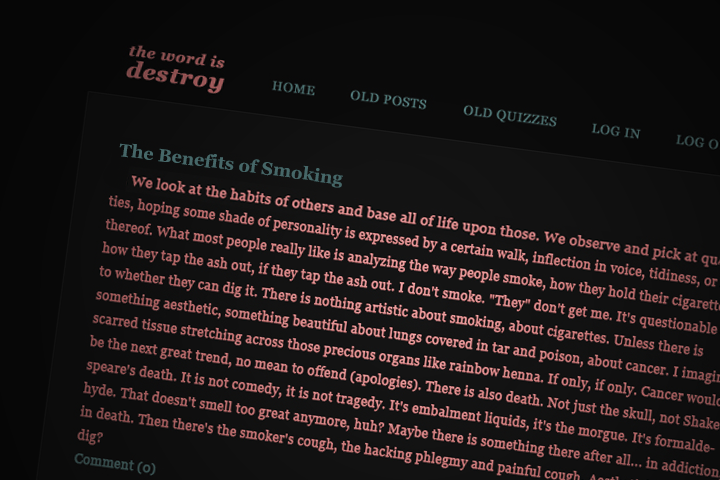 the word is
destroy
HOME
OLD POSTS
OLD QUIZZES
LOG IN
LOG O
The Benefits of Smoking
We look at the habits of others and base all of life upon those. We observe and pick at qu
ties, hoping some shade of personality is expressed by a certain walk, inflection in voice, tidiness, or
thereof. What most people really like is analyzing the way people smoke, how they hold their cigarett
how they tap the ash out, if they tap the ash out. I don't smoke. "They" don't get me. It's questionable
to whether they can dig it. There is nothing artistic about smoking, about cigarettes. Unless there is
something aesthetic, something beautiful about lungs covered in tar and poison, about cancer. I imagin
scarred tissue stretching across those precious organs like rainbow henna. If only, if only. Cancer would
be the next great trend, no mean to offend (apologies). There is also death. Not just the skull, not Shake
speare's death. It is not comedy, it is not tragedy. It's embalment liquids, it's the morgue. It's formalde-
hyde. That doesn't smell too great anymore, huh? Maybe there is something there after all... in addiction
in death. Then there's the smoker's cough, the hacking phlegmy and painful cough.
dig?
Comment (0)